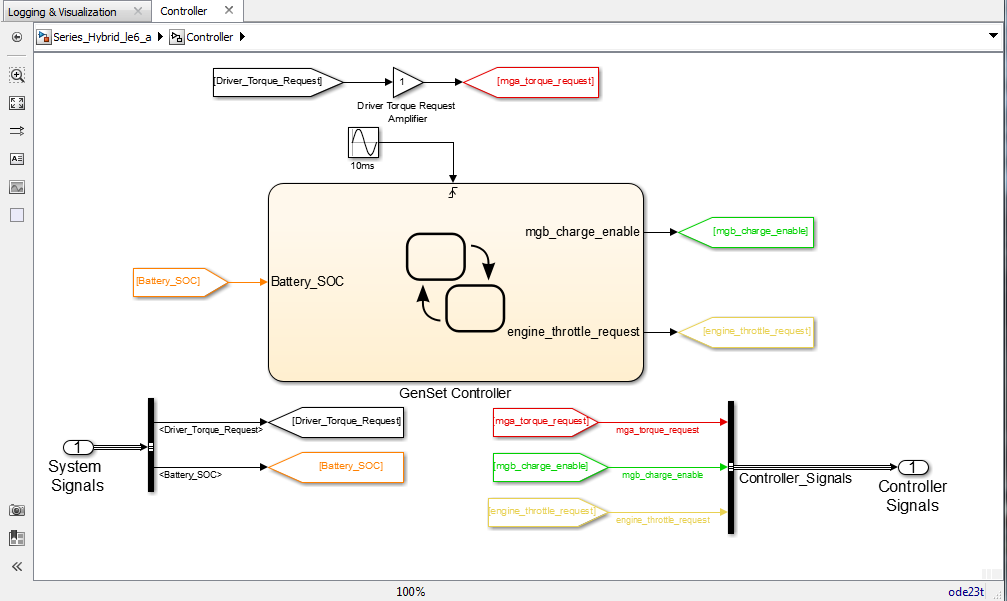 Logging & Visualization
Controller
Series_Hybrid_le6_a
Controller
[Driver_Torque_Request]
1
[mga_torque_request]
Driver Torque Request
Amplifier
10ms
mgb_charge_enable
[mgb_charge_enable]
[Battery_SOC]
Battery_SOC
engine_throttle_request
[engine_throttle_request]
GenSet Controller
[Driver_Torque_Request]
[mga_torque_request]
<Driver_Torque_Request>
mga_torque_request
1
System
Signals
[Battery_SOC]
<Battery_SOC>
[mgb_charge_enable]
mgb_charge_enable
Controller_Signals
1
Controller
Signals
[engine_throttle_request]
engine_throttle_request
100%
ode23t